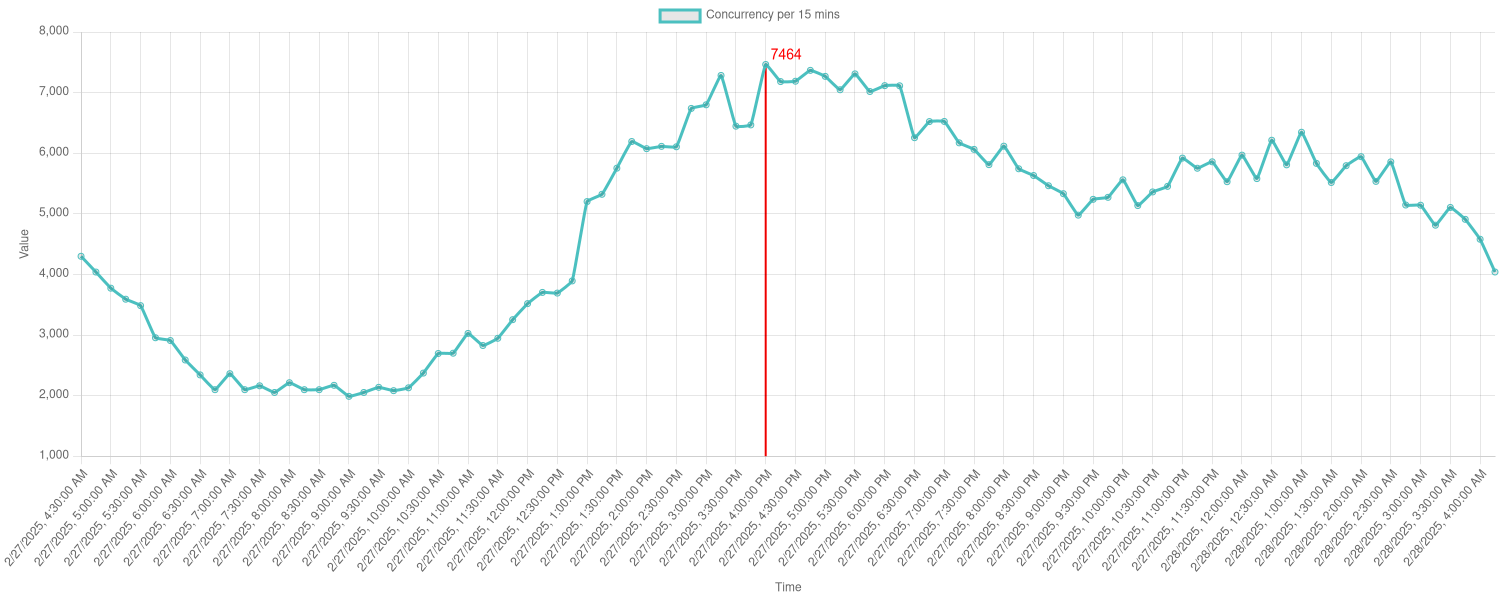 Concurrency per 15 mins
8,000
7,000
6,000
5,000
4,000
3,000
2,000
1,000
Value
7464
2/27/2025, 4:30:00 AM
2/27/2025, 5:00:00 AM
2/27/2025, 5:30:00 AM
2/27/2025, 6:00:00 AM
2/27/2025, 6:30:00 AM
2/27/2025, 7:00:00 AM
2/27/2025, 7:30:00 AM
2/27/2025, 8:00:00 AM
2/27/2025, 8:30:00 AM
2/27/2025, 9:00:00 AM
2/27/2025, 9:30:00 AM
2/27/2025, 10:00:00 AM
2/27/2025, 10:30:00 AM
2/27/2025, 11:00:00 AM
2/27/2025, 11:30:00 AM
2/27/2025, 12:00:00 PM
2/27/2025, 12:30:00 PM
2/27/2025, 1:00:00 PM
2/27/2025, 1:30:00 PM
2/27/2025, 2:00:00 PM
2/27/2025, 2:30:00 PM
2/27/2025, 3:00:00 PM
2/27/2025, 3:30:00 PM
2/27/2025, 4:00:00 PM
2/27/2025, 4:30:00 PM
2/27/2025, 5:00:00 PM
2/27/2025, 5:30:00 PM
2/27/2025, 6:00:00 PM
2/27/2025, 6:30:00 PM
2/27/2025, 7:00:00 PM
2/27/2025, 7:30:00 PM
2/27/2025, 8:00:00 PM
2/27/2025, 8:30:00 PM
2/27/2025, 9:00:00 PM
2/27/2025, 9:30:00 PM
2/27/2025, 10:00:00 PM
2/27/2025, 10:30:00 PM
2/27/2025, 11:00:00 PM
2/27/2025, 11:30:00 PM
2/28/2025, 12:00:00 AM
2/28/2025, 12:30:00 AM
2/28/2025, 1:00:00 AM
2/28/2025, 1:30:00 AM
2/28/2025, 2:00:00 AM
2/28/2025, 2:30:00 AM
2/28/2025, 3:00:00 AM
2/28/2025, 3:30:00 AM
2/28/2025, 4:00:00 AM
Time